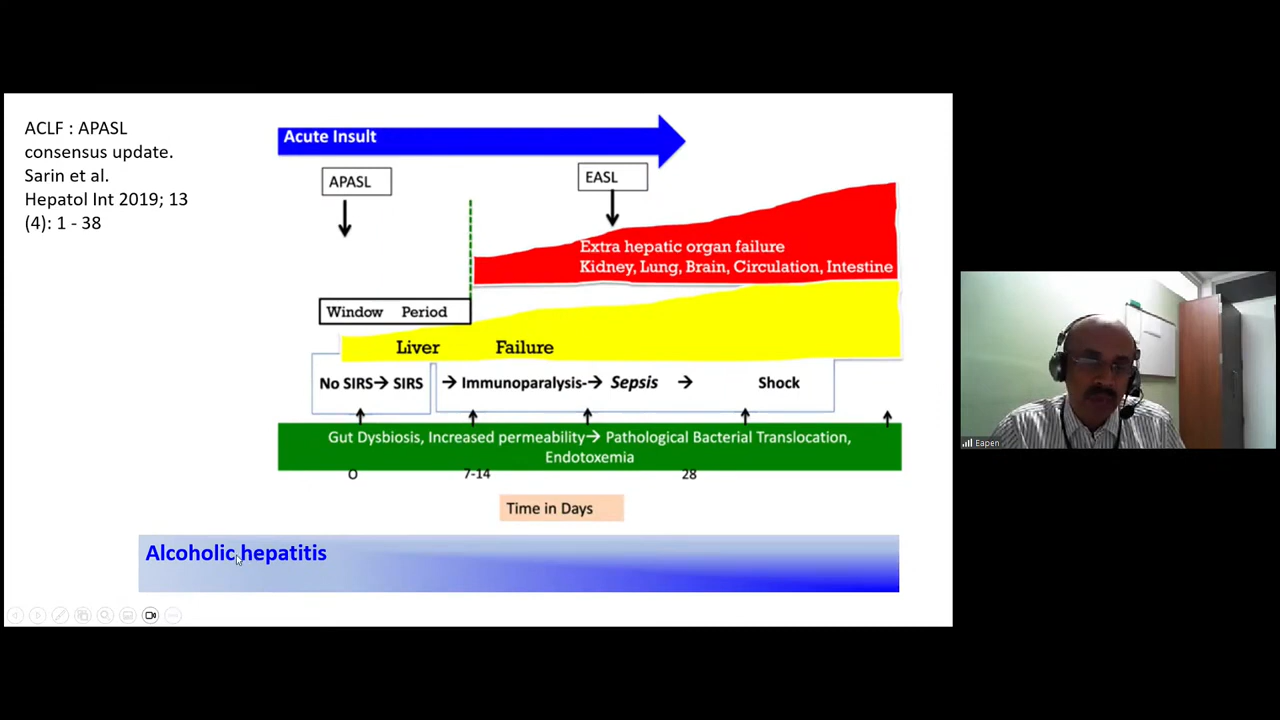 ACLF : APASL
consensus update.
Sarin et al.
Hepatol Int 2019; 13
(4): 1 - 38
Acute Insult
APASL
EASL
Extra hepatic organ failure
Kidney, Lung, Brain, Circulation, Intestine
Window Period
Liver Failure
No SIRS→ SIRS → Immunoparalysis-→ Sepsis → Shock
Gut Dysbiosis, Increased permeability→ Pathological Bacterial Translocation,
Endotoxemia
0 7-14 28
Time in Days
Alcoholic hepatitis
Eapen